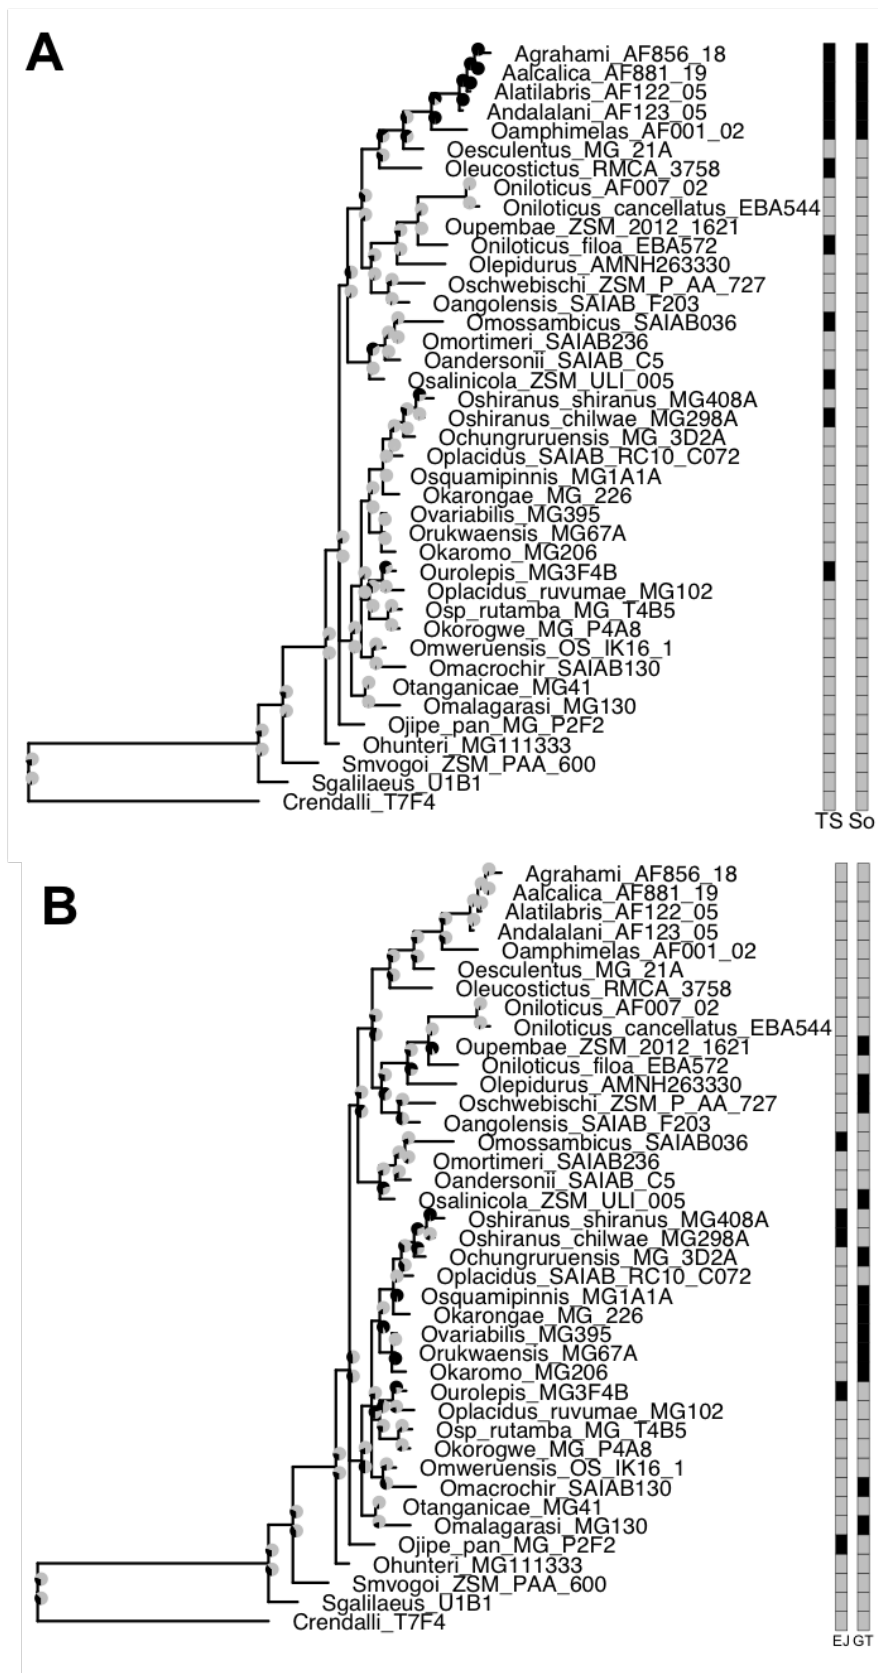 A
Agrahami_AF856_18
Aalcalica_AF881_19
Alatilabris_AF122_05
Andalalani_AF123_05
Oamphimelas_AF001_02
Oesculentus_MG_21A
Oleucostictus_RMCA_3758
Oniloticus_AF007_02
Oniloticus_cancellatus_EBA544
Oupembae_ZSM_2012_1621
Oniloticus_filoa_EBA572
Olepidurus_AMNH263330
Oschwebischi_ZSM_P_AA_727
Oangolensis_SAIAB_F203
Omossambicus_SAIAB036
Omortimeri_SAIAB236
Oandersonii_SAIAB_C5
Osalinicola_ZSM_ULI_005
Oshiranus_shiranus_MG408A
Oshiranus_chilwae_MG298A
Ochungruruensis_MG_3D2A
Oplacidus_SAIAB_RC10_C072
Osquamipinnis_MG1A1A
Okarongae_MG_226
Ovariabilis_MG395
Orukwaensis_MG67A
Okaromo_MG206
Ourolepis_MG3F4B
Oplacidus_ruvumae_MG102
Osp_rutamba_MG_T4B5
Okorogwe_MG_P4A8
Omweruensis_OS_IK16_1
Omacrochir_SAIAB130
Otanganicae_MG41
Omalagarasi_MG130
Ojipe_pan_MG_P2F2
Ohunteri_MG111333
Smvogoi_ZSM_PAA_600
Sgalilaeus_U1B1
Crendalli_T7F4
TS So
B
Agrahami_AF856_18
Aalcalica_AF881_19
Alatilabris_AF122_05
Andalalani_AF123_05
Oamphimelas_AF001_02
Oesculentus_MG_21A
Oleucostictus_RMCA_3758
Oniloticus_AF007_02
Oniloticus_cancellatus_EBA544
Oupembae_ZSM_2012_1621
Oniloticus_filoa_EBA572
Olepidurus_AMNH263330
Oschwebischi_ZSM_P_AA_727
Oangolensis_SAIAB_F203
Omossambicus_SAIAB036
Omortimeri_SAIAB236
Oandersonii_SAIAB_C5
Osalinicola_ZSM_ULI_005
Oshiranus_shiranus_MG408A
Oshiranus_chilwae_MG298A
Ochungruruensis_MG_3D2A
Oplacidus_SAIAB_RC10_C072
Osquamipinnis_MG1A1A
Okarongae_MG_226
Ovariabilis_MG395
Orukwaensis_MG67A
Okaromo_MG206
Ourolepis_MG3F4B
Oplacidus_ruvumae_MG102
Osp_rutamba_MG_T4B5
Okorogwe_MG_P4A8
Omweruensis_OS_IK16_1
Omacrochir_SAIAB130
Otanganicae_MG41
Omalagarasi_MG130
Ojipe_pan_MG_P2F2
Ohunteri_MG111333
Smvogoi_ZSM_PAA_600
Sgalilaeus_U1B1
Crendalli_T7F4
EJ GT